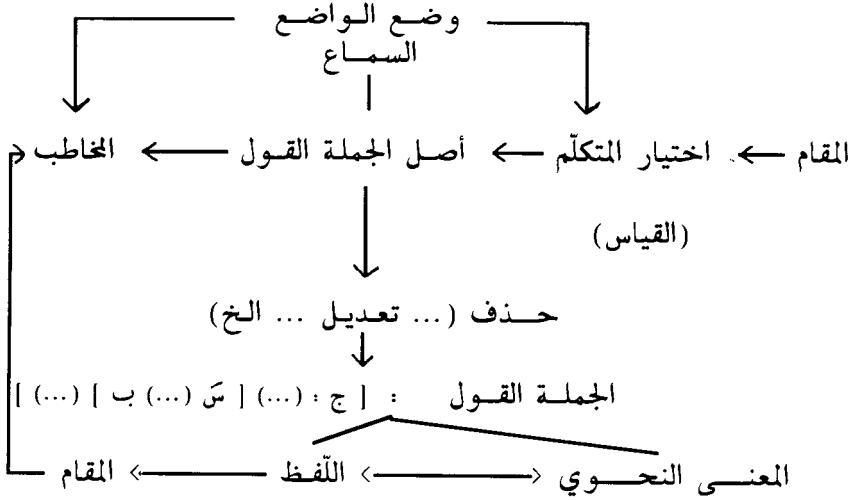 وضع الواضع
السماع
المقام اختيار المتكلّم أصل الجملة القول المخاطب
(القياس)
حذف (... تعديل ... الخ)
الجملة القول : [ ج : (...) [ سَ (...) ب ] (...) ]
المعنى النحوي اللّفظ المقام